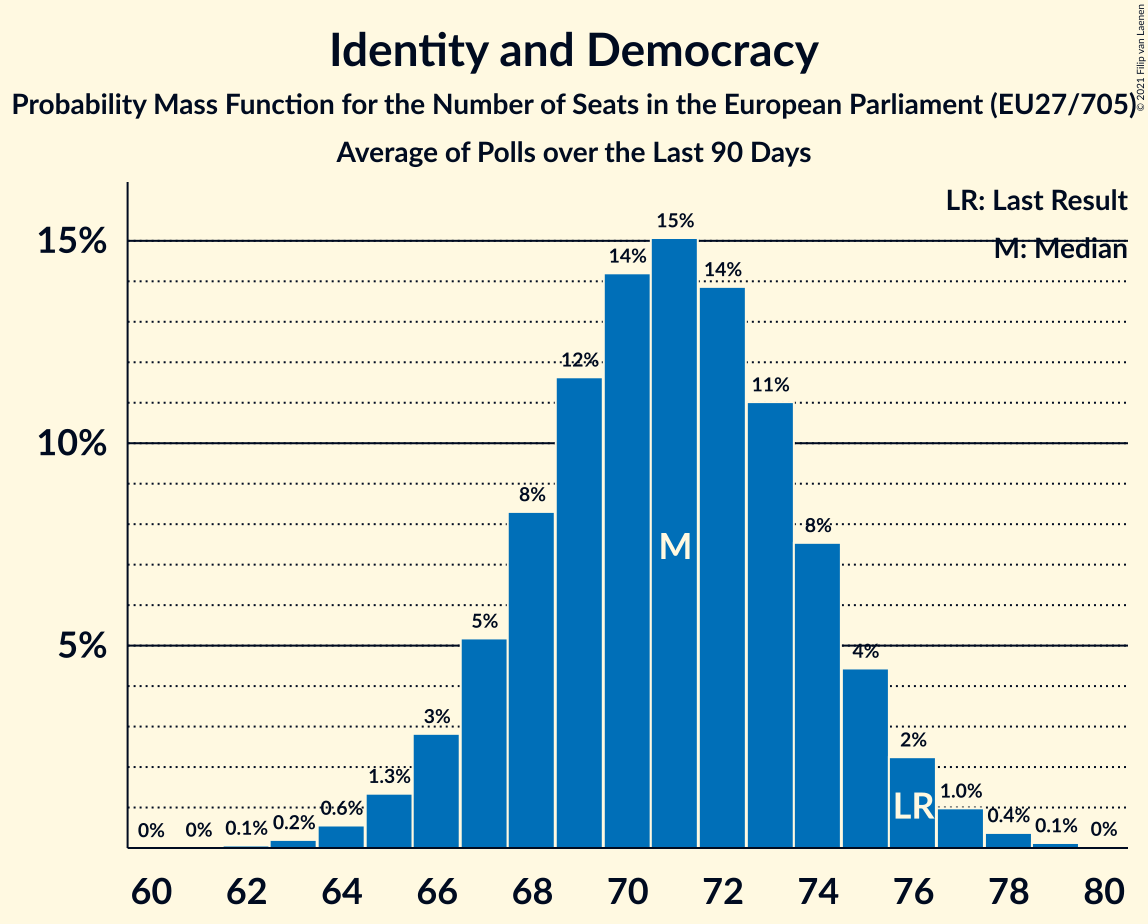 Identity and Democracy
Probability Mass Function for the Number of Seats in the European Parliament (EU27/705)
Average of Polls over the Last 90 Days
© 2021 Filip van Laenen
LR: Last Result
M: Median
15%
10%
5%
0%
0%
0.1%
0.2%
0.6%
1.3%
3%
5%
8%
12%
14%
15%
14%
11%
8%
4%
2%
1.0%
0.4%
0.1%
0%
M
LR
60 62 64 66 68 70 72 74 76 78 80